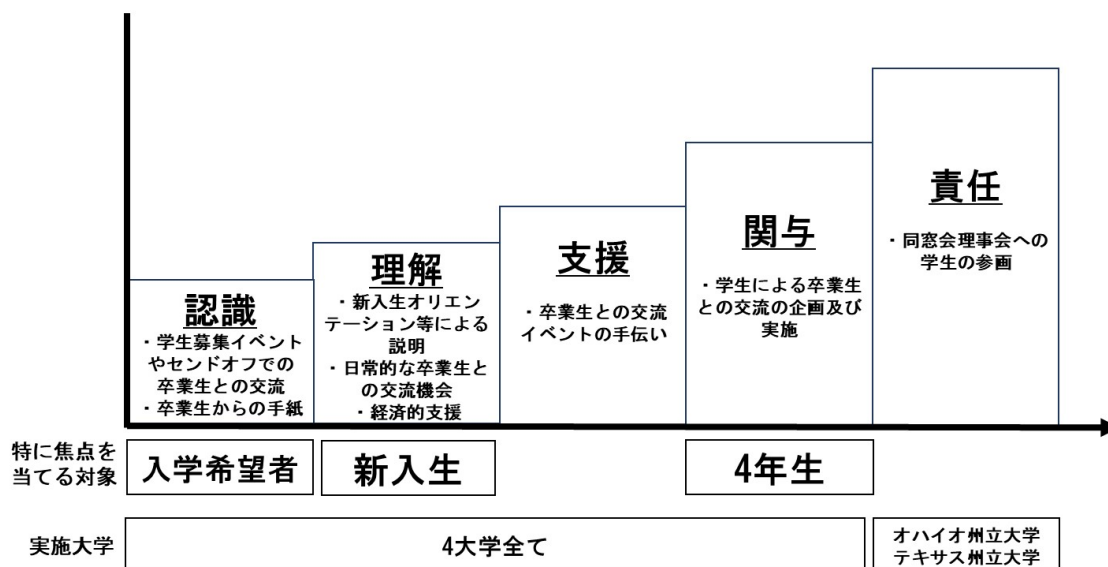 認識
・学生募集イベント
やセンドオフでの
卒業生との交流
・卒業生からの手紙
理解
・新入生オリエン
テーション等による
説明
・日常的な卒業生と
の交流機会
・経済的支援
支援
・卒業生との交流
イベントの手伝い
関与
・学生による卒業生
との交流の企画及び
実施
責任
・同窓会理事会への
学生の参画
特に焦点を
当てる対象
入学希望者
新入生
4年生
実施大学
4大学全て
オハイオ州立大学
テキサス州立大学